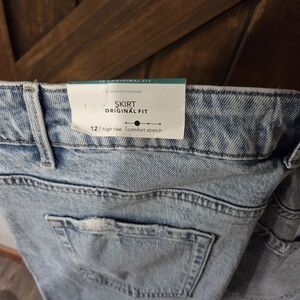 SKIRT
ORIGINAL FIT
12 | high rise | comfort stretch